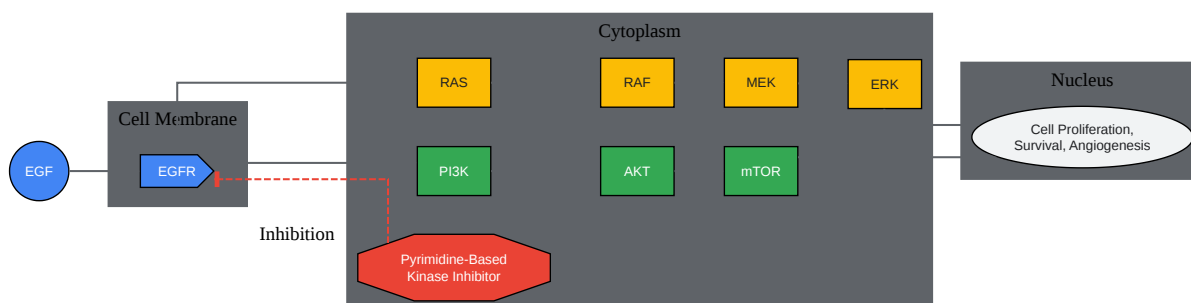 Cytoplasm
RAS
RAF
MEK
ERK
Nucleus
Cell Membrane
Cell Proliferation,
Survival, Angiogenesis
EGF
EGFR
PI3K
AKT
mTOR
Inhibition
Pyrimidine-Based
Kinase Inhibitor